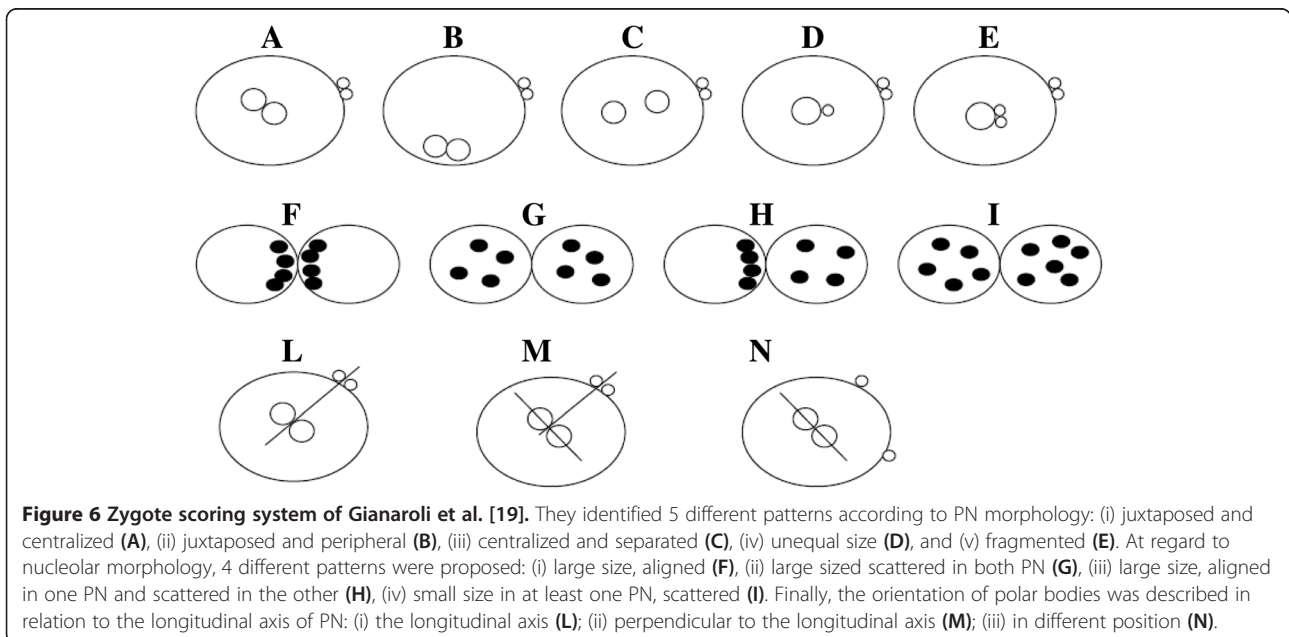 A B C D E
F G H I
L M N
Figure 6 Zygote scoring system of Gianaroli et al. [19]. They identified 5 different patterns according to PN morphology: (i) juxtaposed and
centralized (A), (ii) juxtaposed and peripheral (B), (iii) centralized and separated (C), (iv) unequal size (D), and (v) fragmented (E). At regard to
nucleolar morphology, 4 different patterns were proposed: (i) large size, aligned (F), (ii) large sized scattered in both PN (G), (iii) large size, aligned
in one PN and scattered in the other (H), (iv) small size in at least one PN, scattered (I). Finally, the orientation of polar bodies was described in
relation to the longitudinal axis of PN: (i) the longitudinal axis (L); (ii) perpendicular to the longitudinal axis (M); (iii) in different position (N).